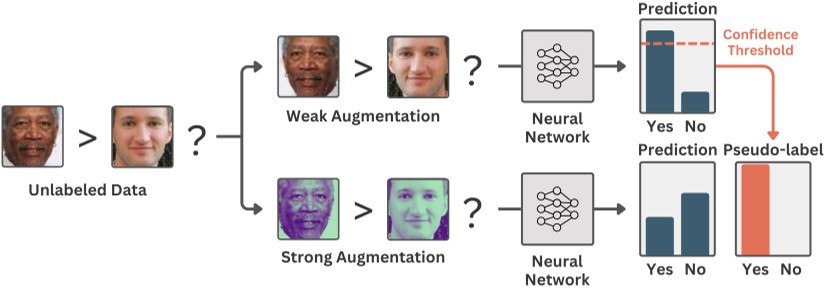 Prediction
Confidence
Threshold
> ?
Weak Augmentation
Neural
Network
Yes No
> ?
Unlabeled Data
Prediction Pseudo-label
> ?
Strong Augmentation
Neural
Network
Yes No Yes No